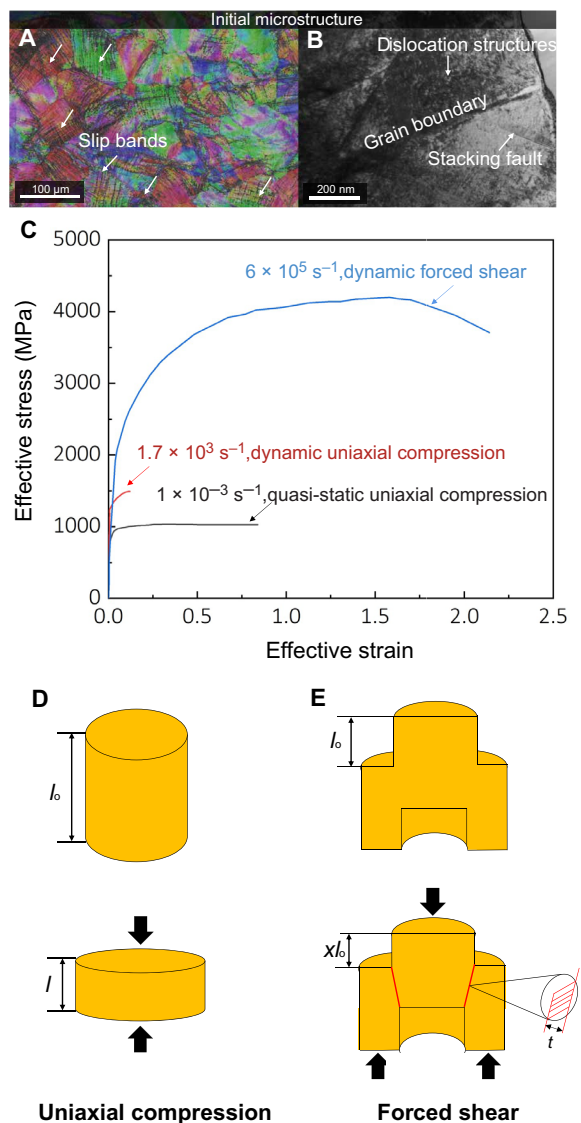 Initial microstructure
A
Slip bands
100 µm
B
Dislocation structures
Grain boundary
Stacking fault
200 nm
C
5000
4000
3000
2000
1000
0
Effective stress (MPa)
6 × 10⁵ s⁻¹,dynamic forced shear
1.7 × 10³ s⁻¹,dynamic uniaxial compression
1 × 10⁻³ s⁻¹,quasi-static uniaxial compression
0.0 0.5 1.0 1.5 2.0 2.5
Effective strain
D
lₒ
l
Uniaxial compression
E
lₒ
xlₒ
t
Forced shear